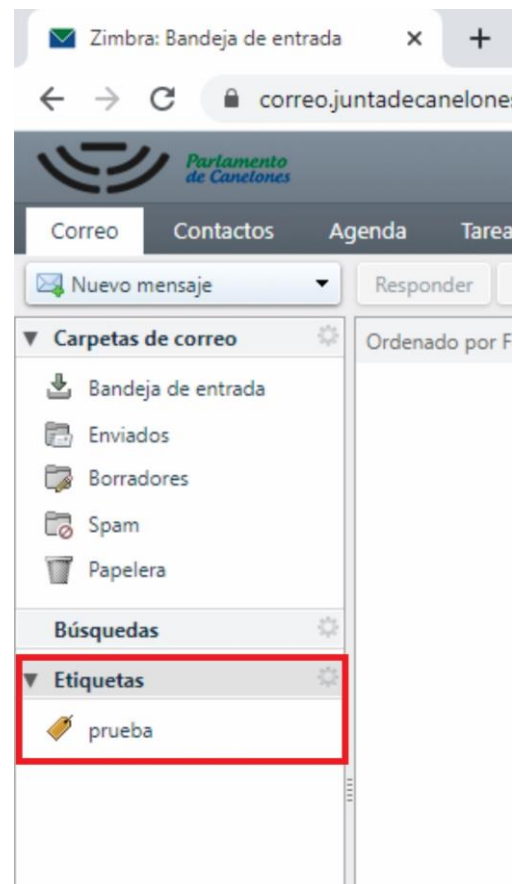 Zimbra: Bandeja de entrada
correo.juntadecanelones
Parlamento
de Canelones
Correo Contactos Agenda Tarea
Nuevo mensaje Responder
Carpetas de correo Ordenado por F
Bandeja de entrada
Enviados
Borradores
Spam
Papelera
Búsquedas
Etiquetas
prueba